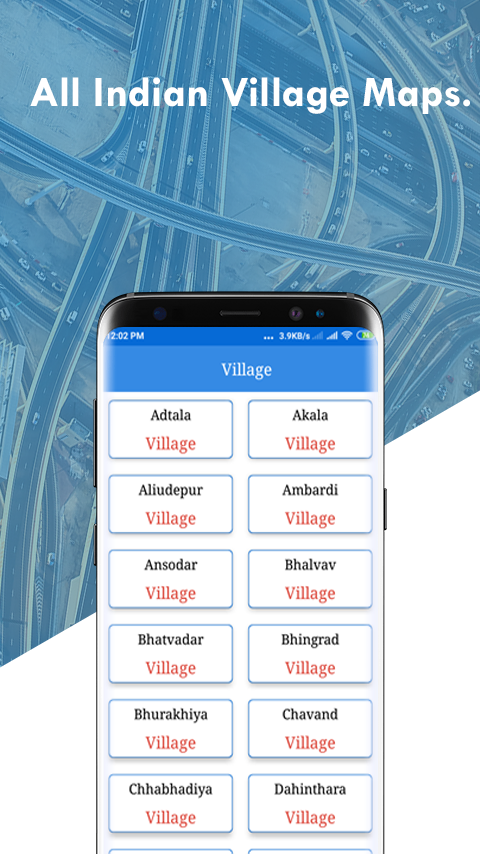 All Indian Village Maps.
12:02 PM ... 3.9KB/s
Village
Adtala Akala
Village Village
Aliudepur Ambardi
Village Village
Ansodar Bhalvav
Village Village
Bhatvadar Bhingrad
Village Village
Bhurakhiya Chavand
Village Village
Chhabhadiya Dahinthara
Village Village